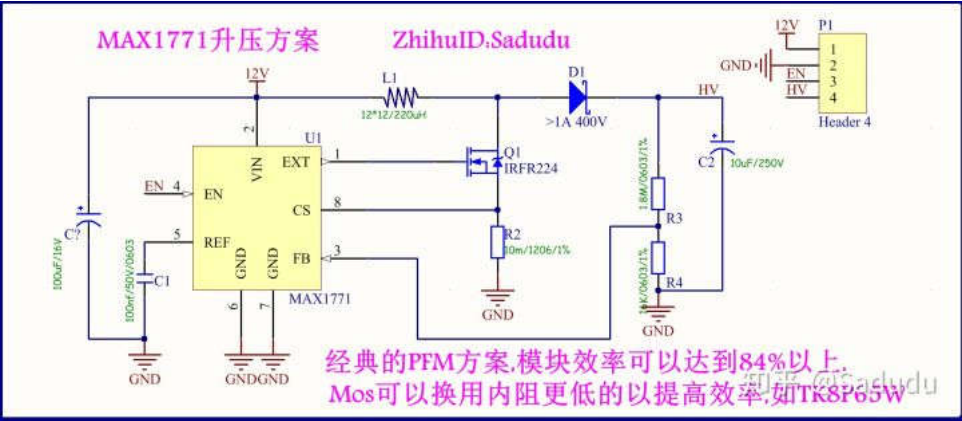 MAX1771升压方案
ZhihuID:Sadudu
12V
L1
12*12/220uH
D1
>1A 400V
HV
12V
P1
GND
EN
HV
1
2
3
4
Header 4
2
U1
VIN
EXT
1
Q1
IRFR224
EN
4
EN
CS
8
REF
5
FB
3
GND
GND
6
7
MAX1771
C?
100uF/16V
C1
100nf/50V/0603
R2
10m/1206/1%
1.8M/0603/1%
R3
R4
C2
10uF/250V
GND
GND
GND
GND
GND
经典的PFM方案,模块效率可以达到84%以上,
Mos可以换用内阻更低的以提高效率,如TK8P65W
知乎 @Sadudu